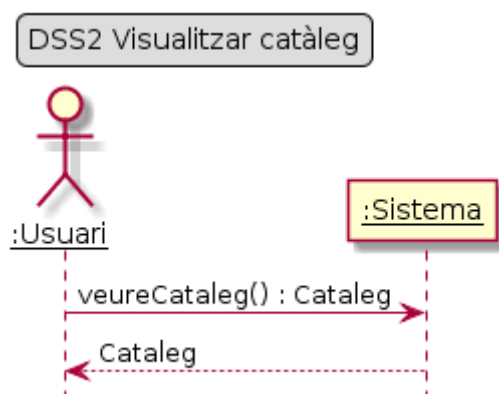 DSS2 Visualitzar catàleg
:Usuari
:Sistema
veureCataleg() : Cataleg
Cataleg